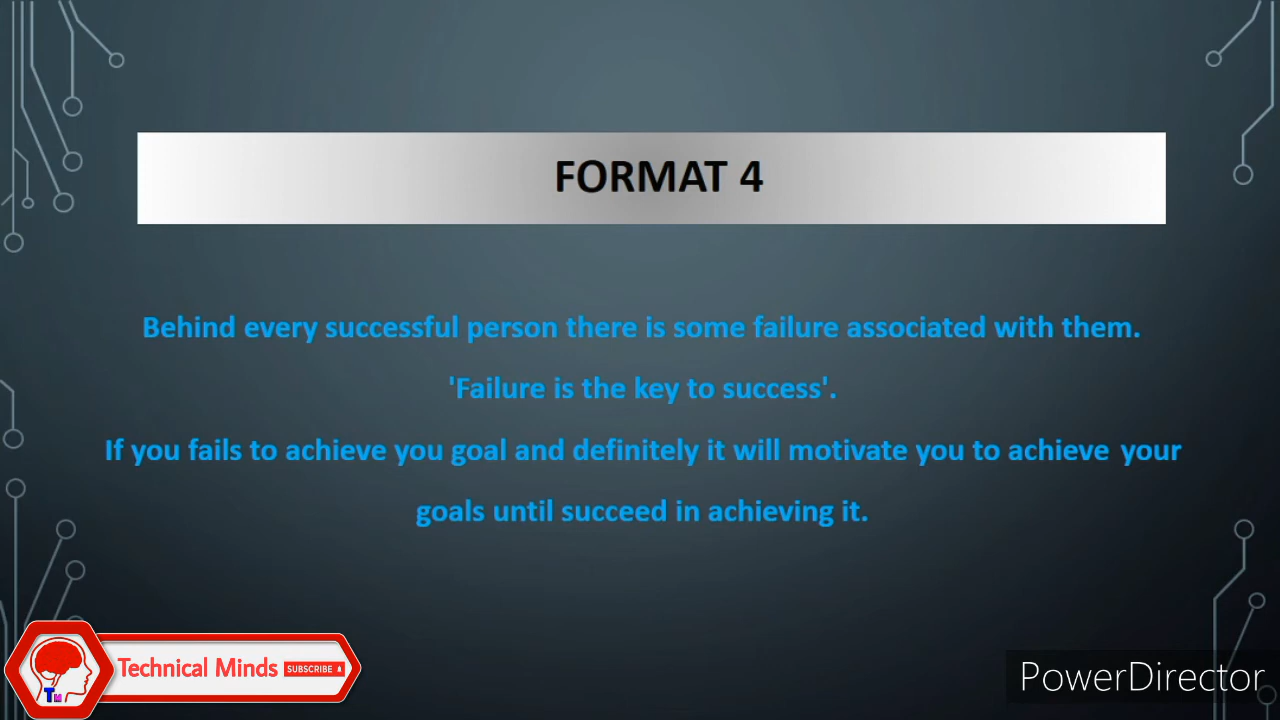 FORMAT 4
Behind every successful person there is some failure associated with them.
'Failure is the key to success'.
If you fails to achieve you goal and definitely it will motivate you to achieve your
goals until succeed in achieving it.
Technical Minds SUBSCRIBE
TM
PowerDirector